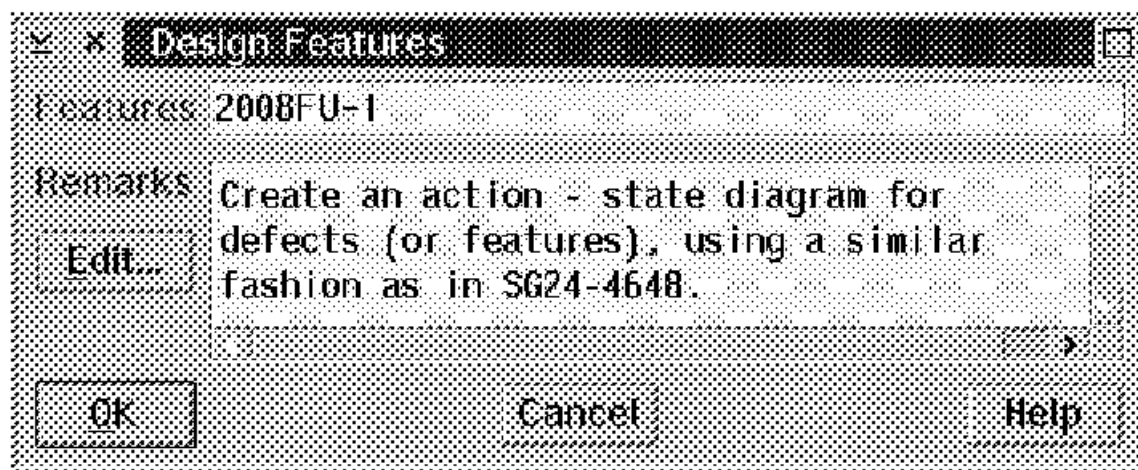 Design Features
Features 2008FU-1
Remarks
Create an action - state diagram for
defects (or features), using a similar
fashion as in SG24-4648.
Edit...
OK Cancel Help